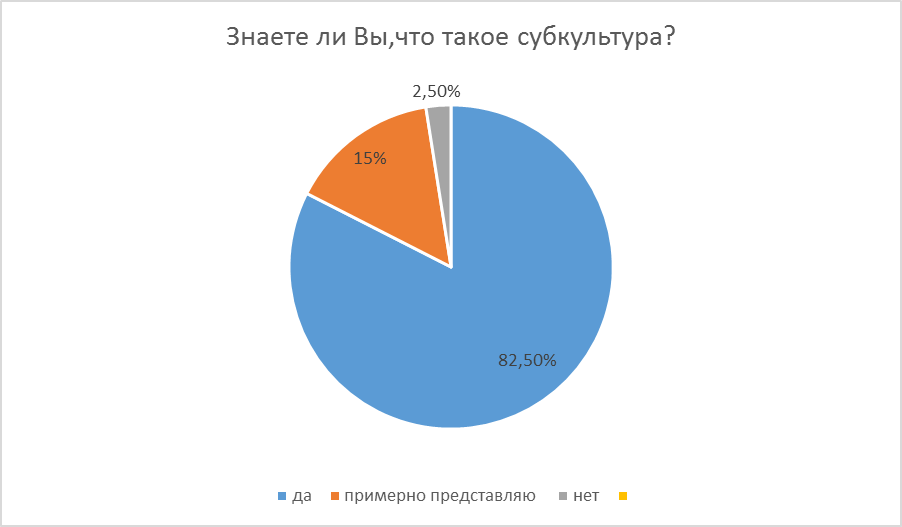 Знаете ли Вы,что такое субкультура?
2,50%
15%
82,50%
да примерно представляю нет